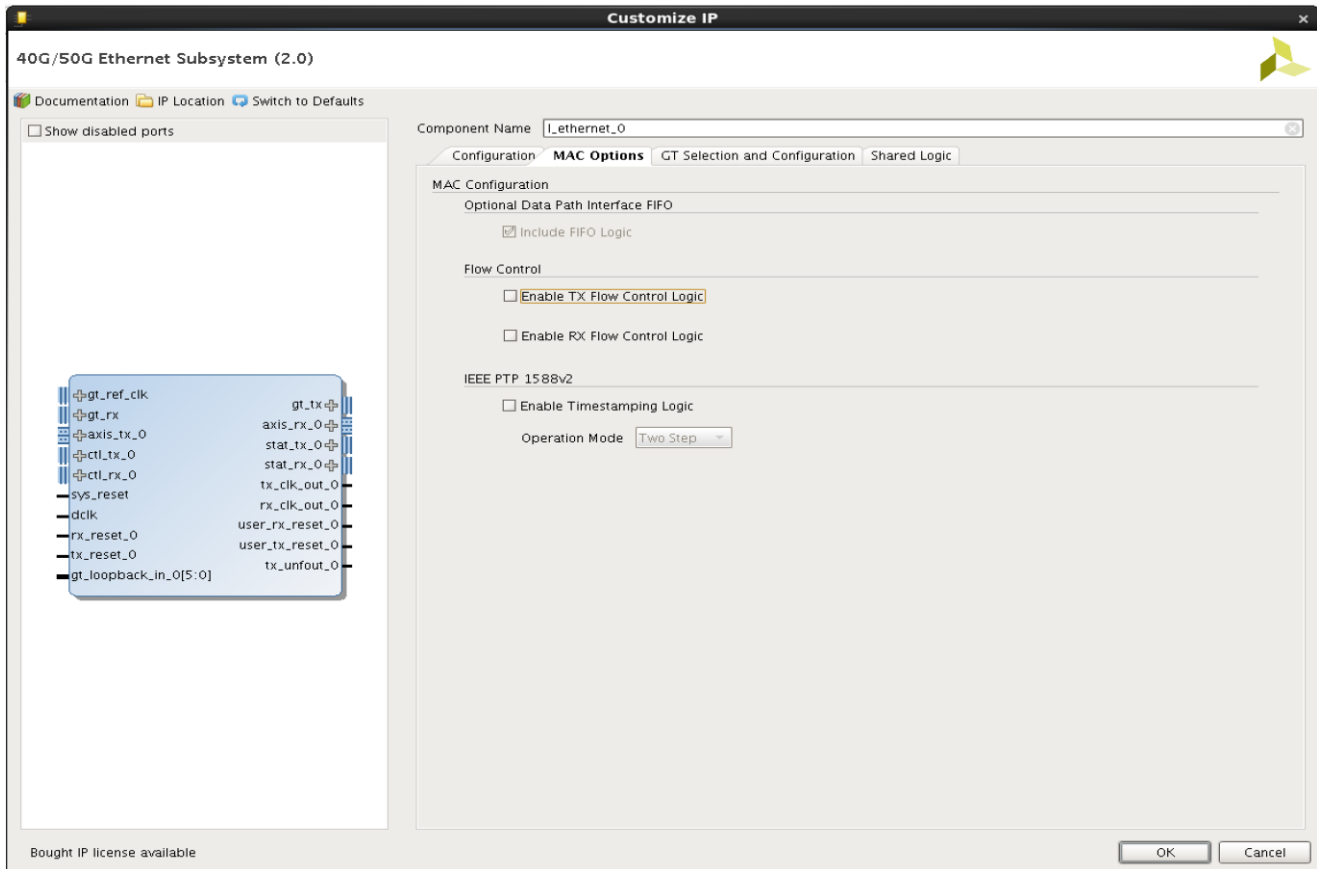 Customize IP
40G/50G Ethernet Subsystem (2.0)
Documentation IP Location Switch to Defaults
Show disabled ports
gt_ref_clk
gt_rx
axis_tx_0
ctl_tx_0
ctl_rx_0
sys_reset
dclk
rx_reset_0
tx_reset_0
gt_loopback_in_0[5:0]
gt_tx
axis_rx_0
stat_tx_0
stat_rx_0
tx_clk_out_0
rx_clk_out_0
user_rx_reset_0
user_tx_reset_0
tx_unfout_0
Component Name l_ethernet_0
Configuration MAC Options GT Selection and Configuration Shared Logic
MAC Configuration
Optional Data Path Interface FIFO
Include FIFO Logic
Flow Control
Enable TX Flow Control Logic
Enable RX Flow Control Logic
IEEE PTP 1588v2
Enable Timestamping Logic
Operation Mode Two Step
Bought IP license available
OK Cancel